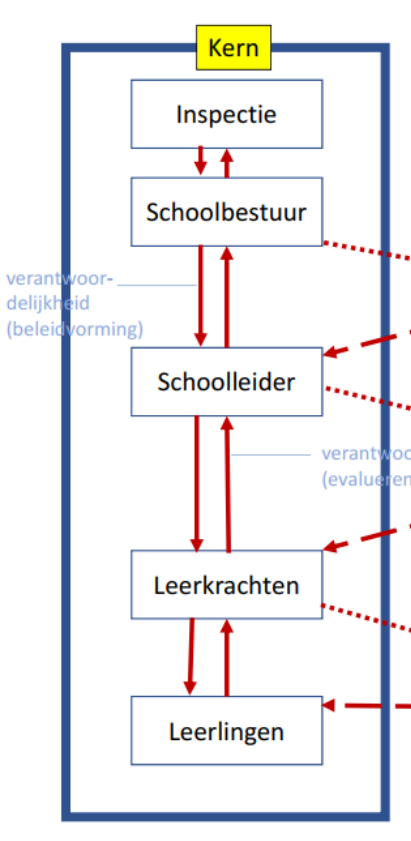 Kern
Inspectie
Schoolbestuur
verantwoor-
delijkheid
(beleidvorming)
Schoolleider
Leerkrachten
Leerlingen